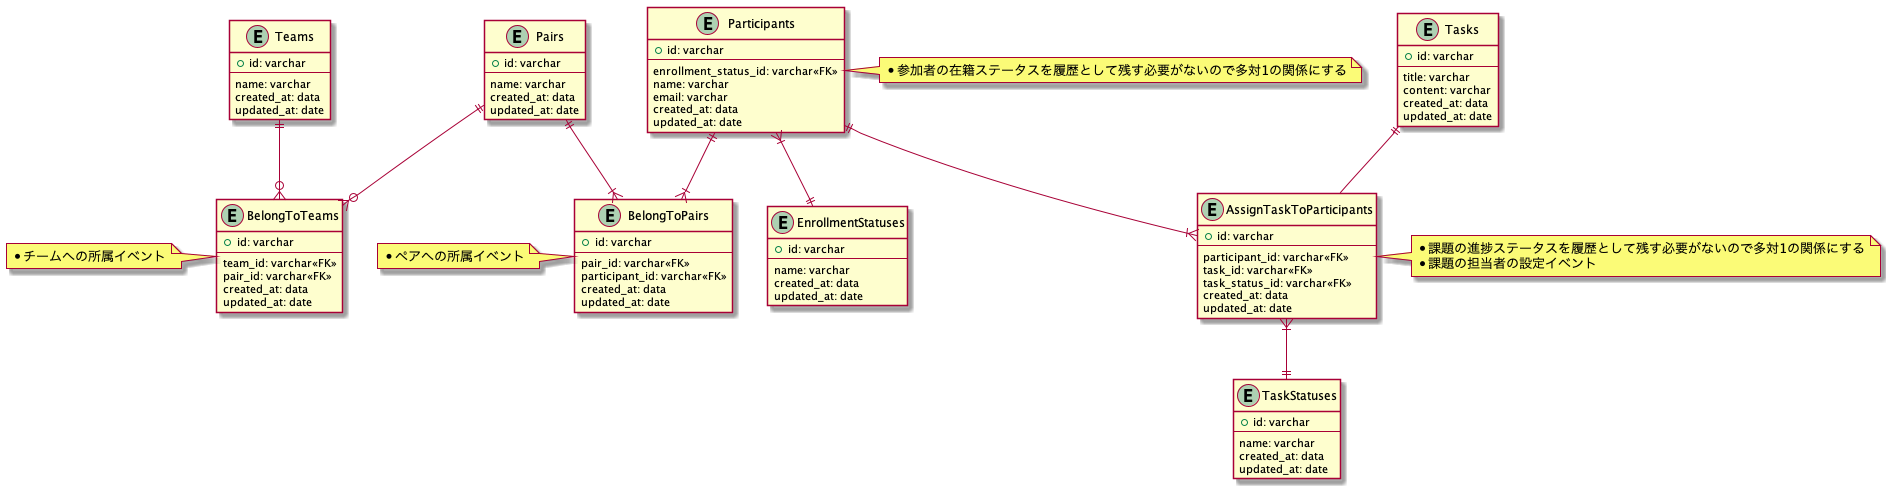 E Teams
id: varchar
name: varchar
created_at: data
updated_at: date
E Pairs
id: varchar
name: varchar
created_at: data
updated_at: date
E Participants
id: varchar
enrollment_status_id: varchar«FK»
name: varchar
email: varchar
created_at: data
updated_at: date
• 参加者の在籍ステータスを履歴として残す必要がないので多対1の関係にする
E Tasks
id: varchar
title: varchar
content: varchar
created_at: data
updated_at: date
• チームへの所属イベント
E BelongToTeams
id: varchar
team_id: varchar«FK»
pair_id: varchar«FK»
created_at: data
updated_at: date
• ペアへの所属イベント
E BelongToPairs
id: varchar
pair_id: varchar«FK»
participant_id: varchar«FK»
created_at: data
updated_at: date
E EnrollmentStatuses
id: varchar
name: varchar
created_at: data
updated_at: date
E AssignTaskToParticipants
id: varchar
participant_id: varchar«FK»
task_id: varchar«FK»
task_status_id: varchar«FK»
created_at: data
updated_at: date
• 課題の進捗ステータスを履歴として残す必要がないので多対1の関係にする
• 課題の担当者の設定イベント
E TaskStatuses
id: varchar
name: varchar
created_at: data
updated_at: date